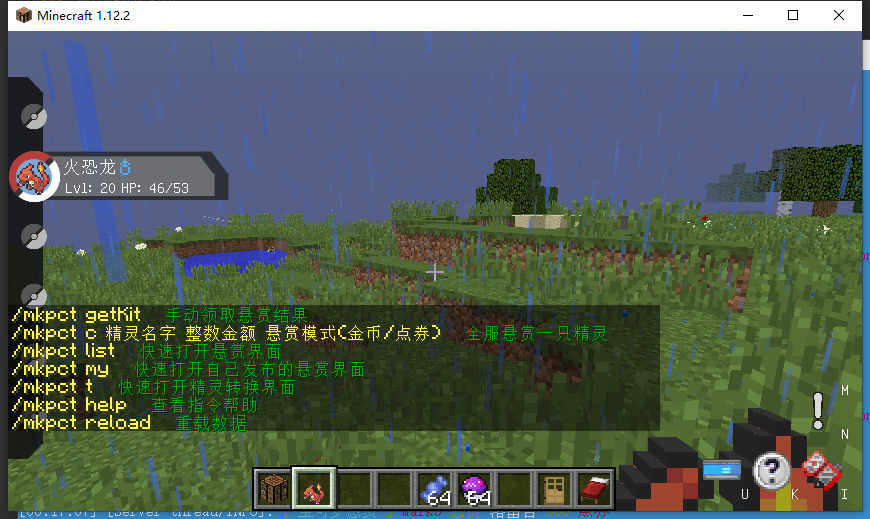 Minecraft 1.12.2
火恐龙
Lvl: 20 HP: 46/53
/mkpct getKit 手动领取悬赏结果
/mkpct c 精灵名字 整数金额 悬赏模式(金币/点券) 全服悬赏一只精灵
/mkpct list 快速打开悬赏界面
/mkpct my 快速打开自己发布的悬赏界面
/mkpct t 快速打开精灵转换界面
/mkpct help 查看指令帮助
/mkpct reload 重载数据
M
N
64 64
U K I